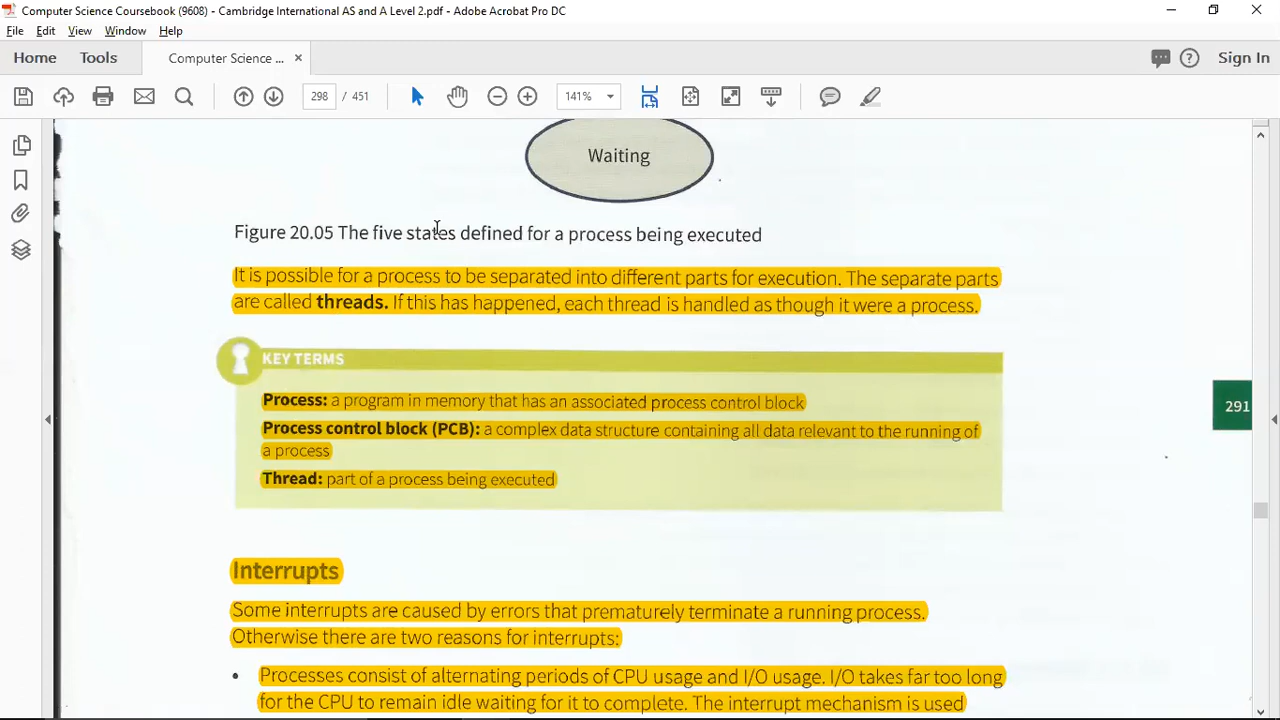 Computer Science Coursebook (9608) - Cambridge International AS and A Level 2.pdf - Adobe Acrobat Pro DC
File Edit View Window Help
Home Tools Computer Science ... × Sign In
298 / 451 141%
Waiting
Figure 20.05 The five states defined for a process being executed
It is possible for a process to be separated into different parts for execution. The separate parts
are called threads. If this has happened, each thread is handled as though it were a process.
KEY TERMS
Process: a program in memory that has an associated process control block
Process control block (PCB): a complex data structure containing all data relevant to the running of
a process
Thread: part of a process being executed
291
Interrupts
Some interrupts are caused by errors that prematurely terminate a running process.
Otherwise there are two reasons for interrupts:
• Processes consist of alternating periods of CPU usage and I/O usage. I/O takes far too long
for the CPU to remain idle waiting for it to complete. The interrupt mechanism is used